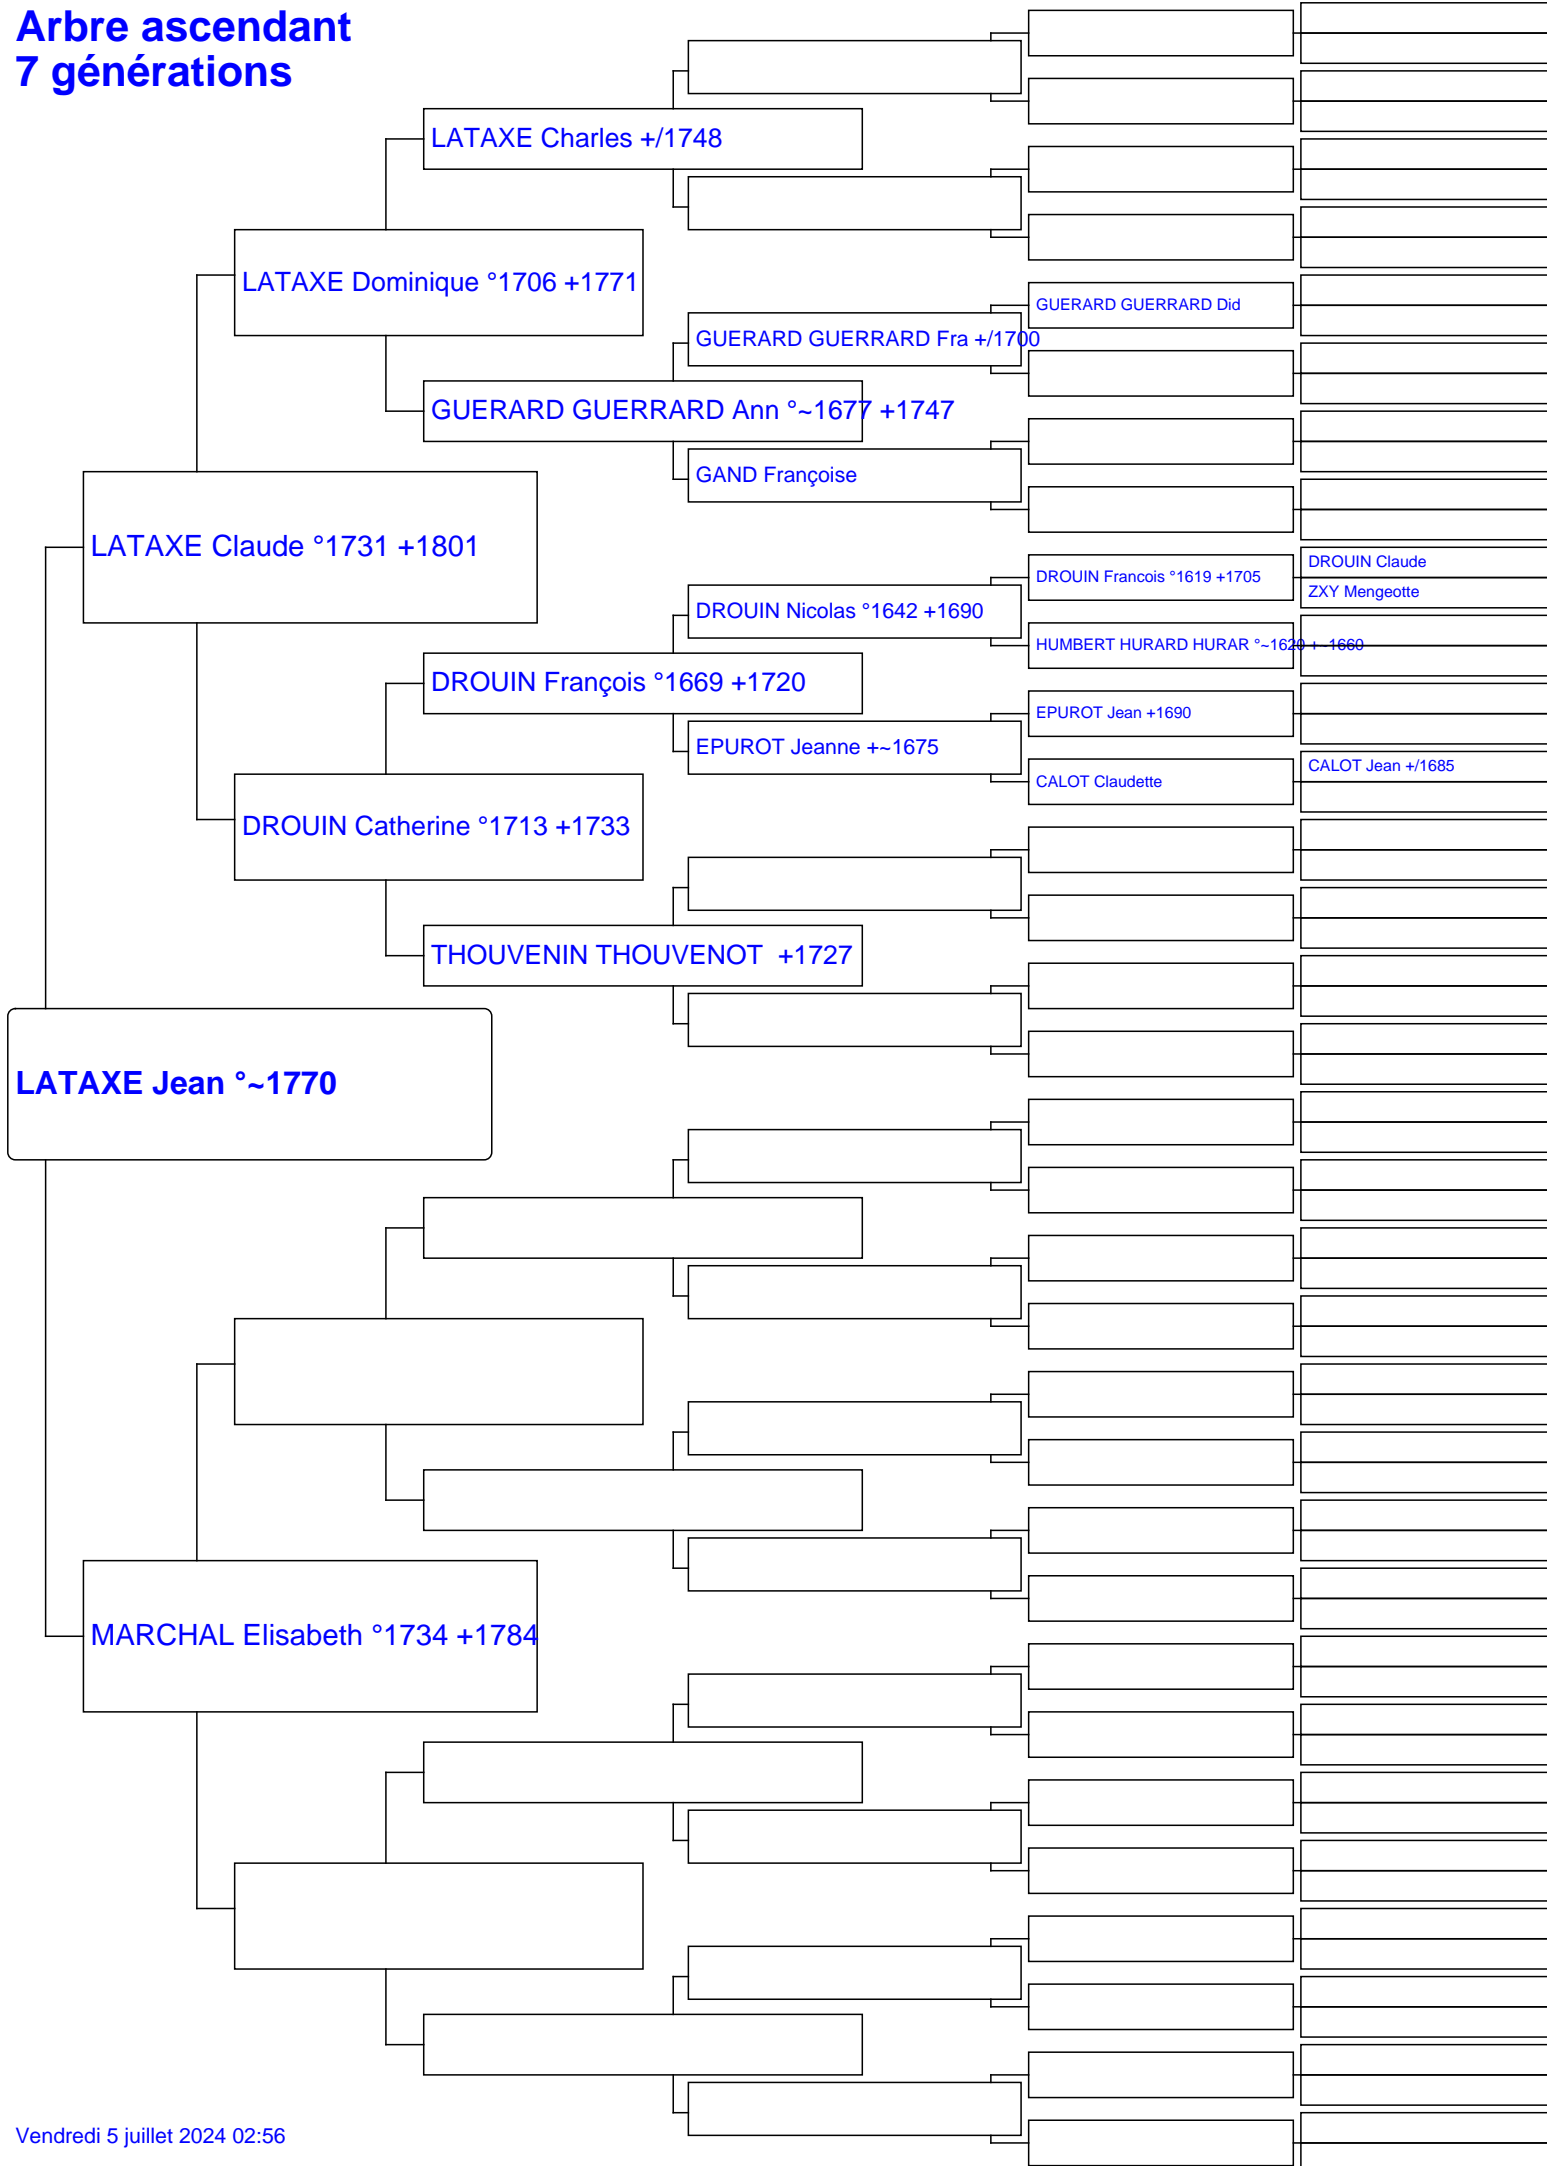 Arbre ascendant
7 générations
LATAXE Charles +/1748
LATAXE Dominique °1706 +1771
GUERARD GUERRARD Did
GUERARD GUERRARD Fra +/1700
GUERARD GUERRARD Ann °~1677 +1747
GAND Françoise
LATAXE Claude °1731 +1801
DROUIN Claude
DROUIN Francois °1619 +1705
ZXY Mengeotte
DROUIN Nicolas °1642 +1690
HUMBERT HURARD HURAR °~1620 +~1660
DROUIN François °1669 +1720
EPUROT Jean +1690
EPUROT Jeanne +~1675
CALOT Jean +/1685
CALOT Claudette
DROUIN Catherine °1713 +1733
THOUVENIN THOUVENOT  +1727
LATAXE Jean °~1770
MARCHAL Elisabeth °1734 +1784
Vendredi 5 juillet 2024 02:56